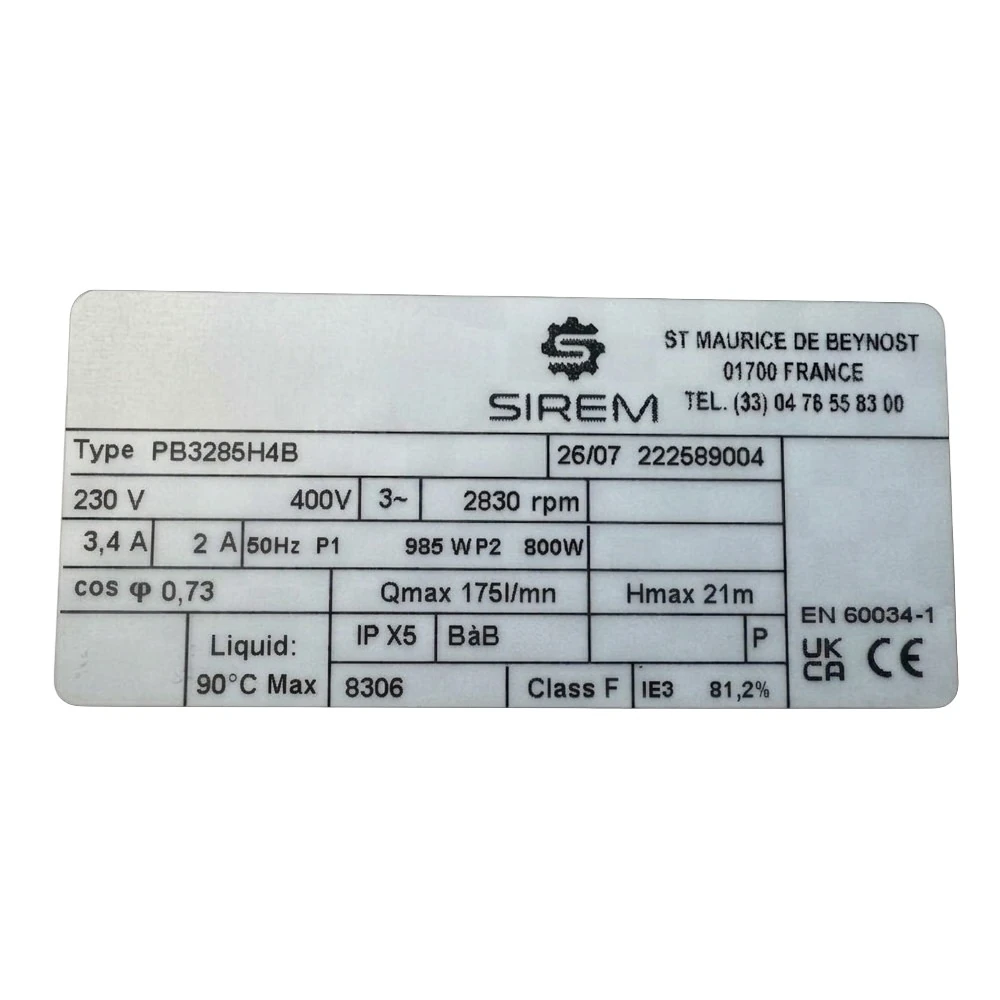 SIREM
ST MAURICE DE BEYNOST
01700 FRANCE
TEL. (33) 04 78 55 83 00
Type PB3285H4B 26/07 222589004
230 V 400V 3~ 2830 rpm
3,4 A 2 A 50Hz P1 985 W P2 800W
cos φ 0,73 Qmax 175l/mn Hmax 21m
EN 60034-1
Liquid: IP X5 BàB P
90°C Max 8306 Class F IE3 81,2%
UK
CA CE